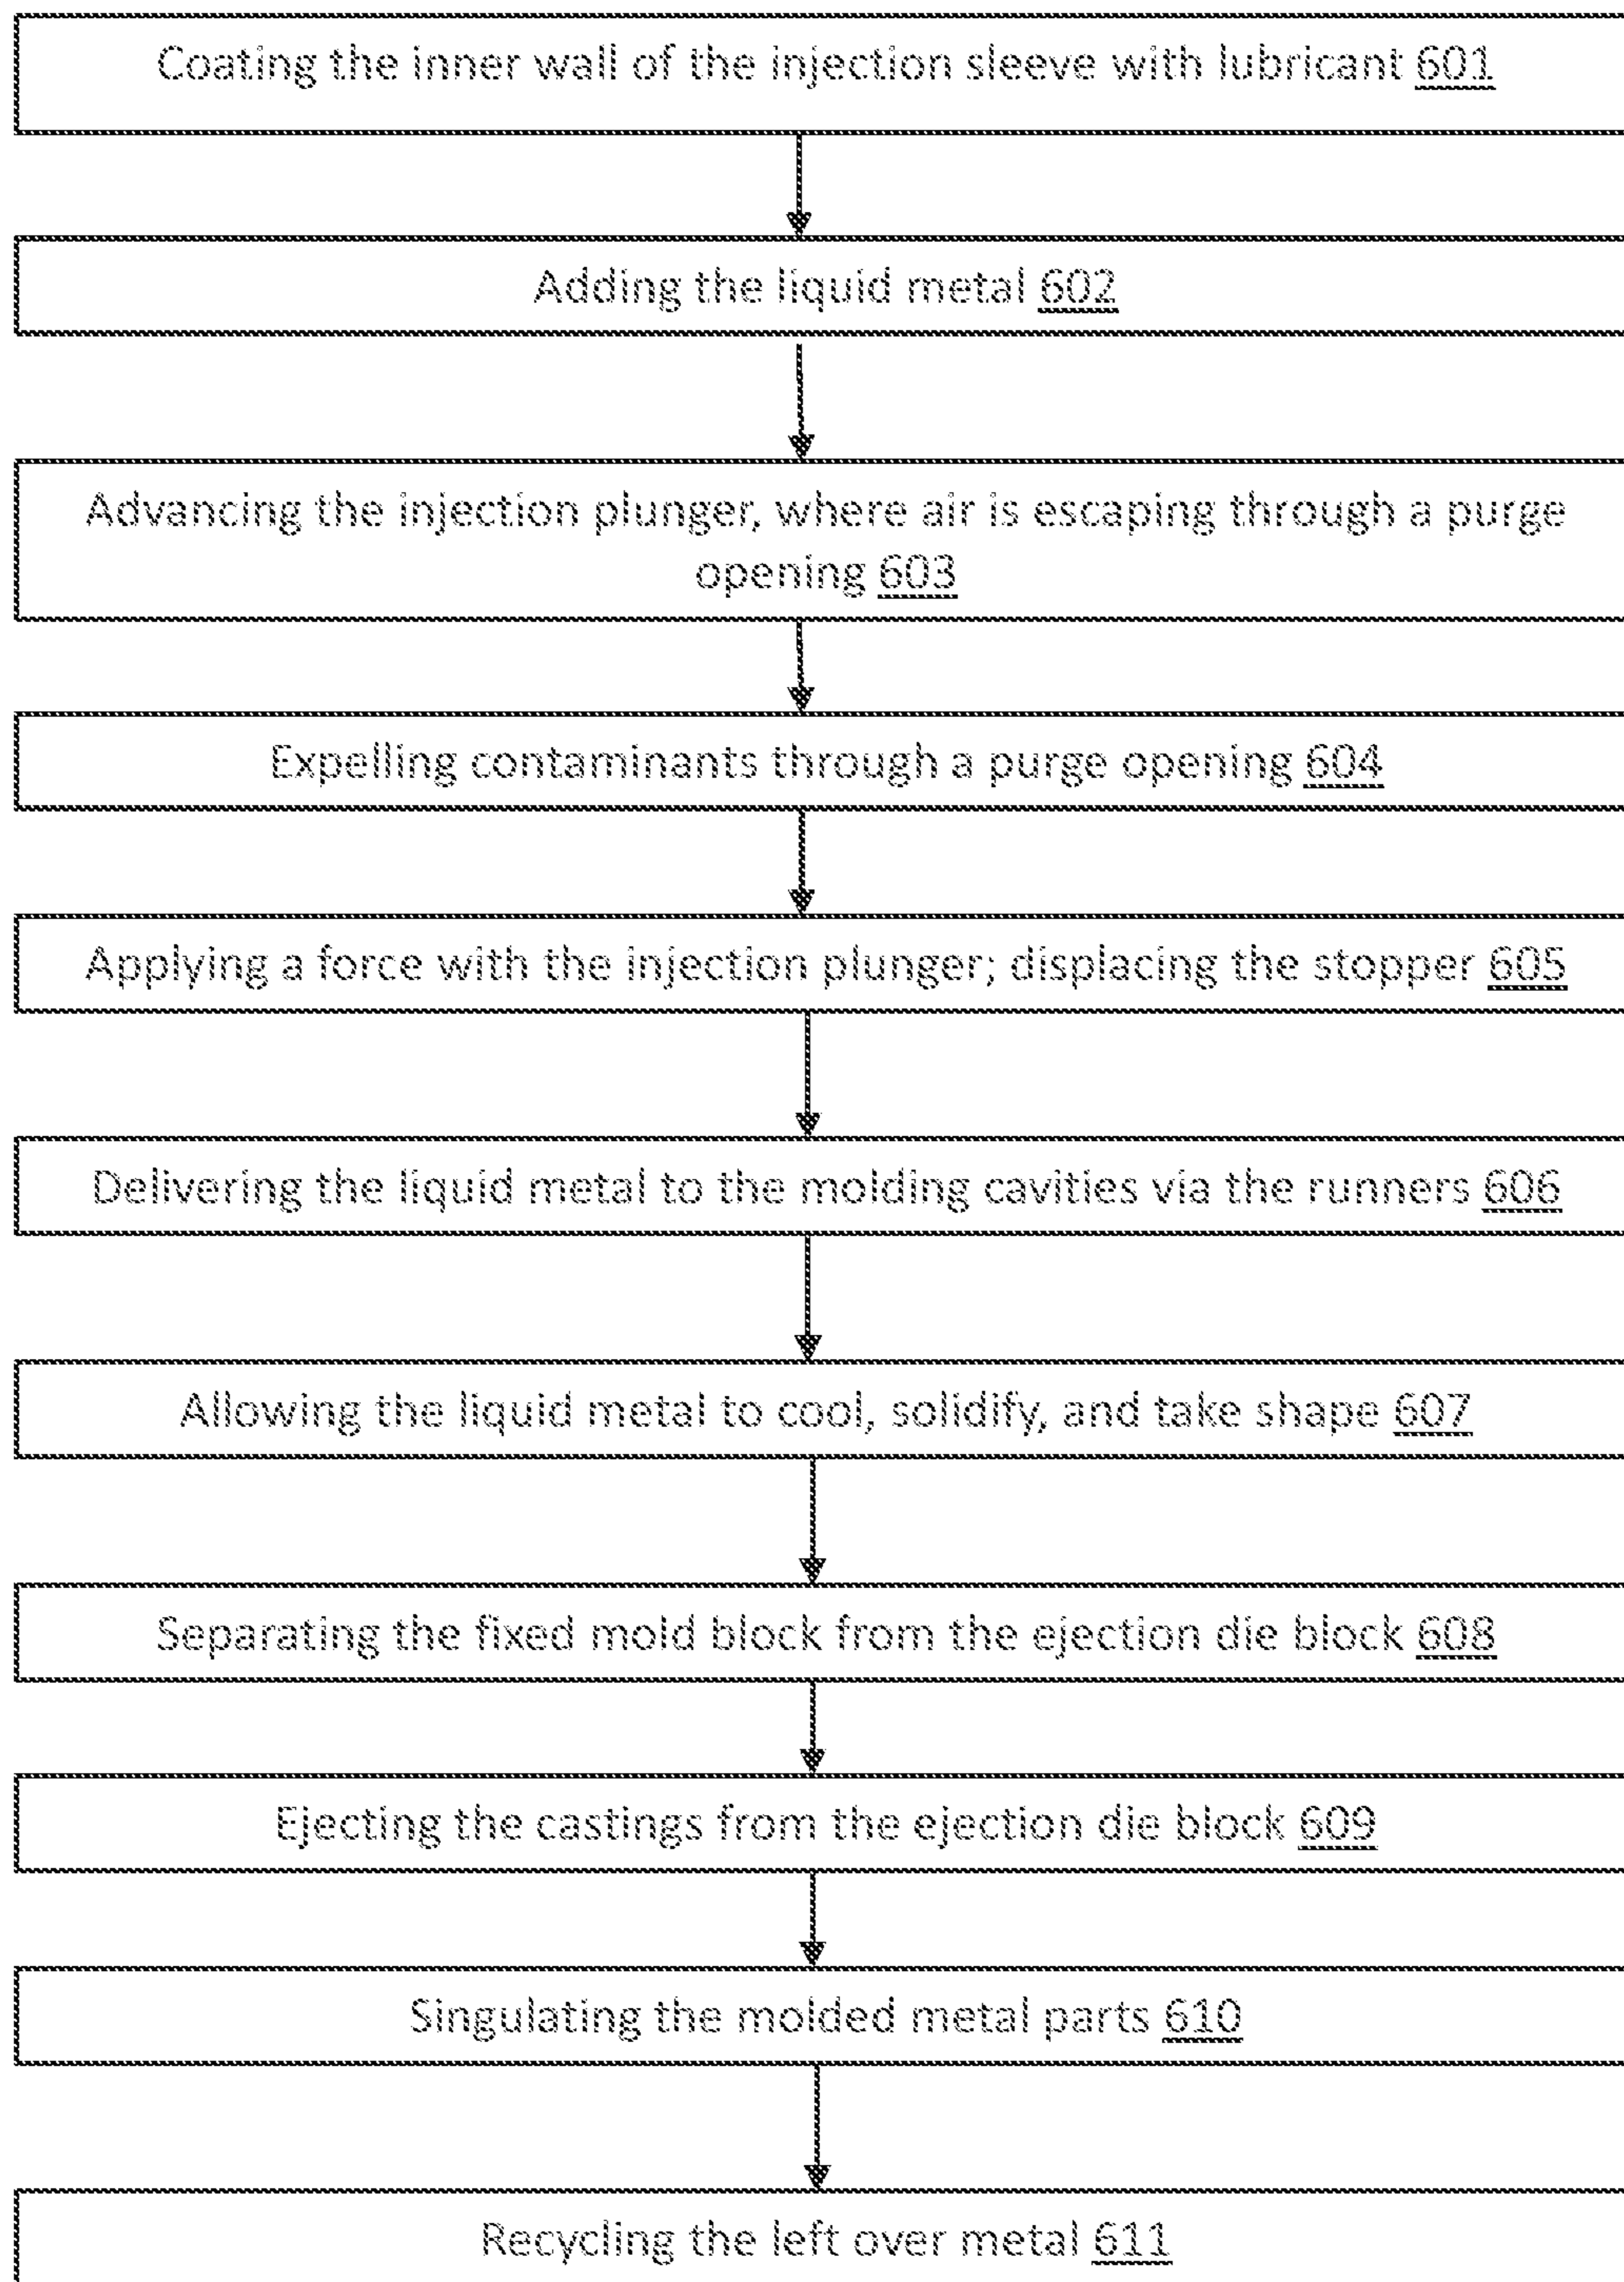 Coating the inner wall of the injection sleeve with lubricant 601
Adding the liquid metal 602
Advancing the injection plunger, where air is escaping through a purge
opening 603
Expelling contaminants through a purge opening 604
Applying a force with the injection plunger; displacing the stopper 605
Delivering the liquid metal to the molding cavities via the runners 606
Allowing the liquid metal to cool, solidify, and take shape 607
Separating the fixed mold block from the ejection die block 608
Ejecting the castings from the ejection die block 609
Singulating the molded metal parts 610
Recycling the left over metal 611